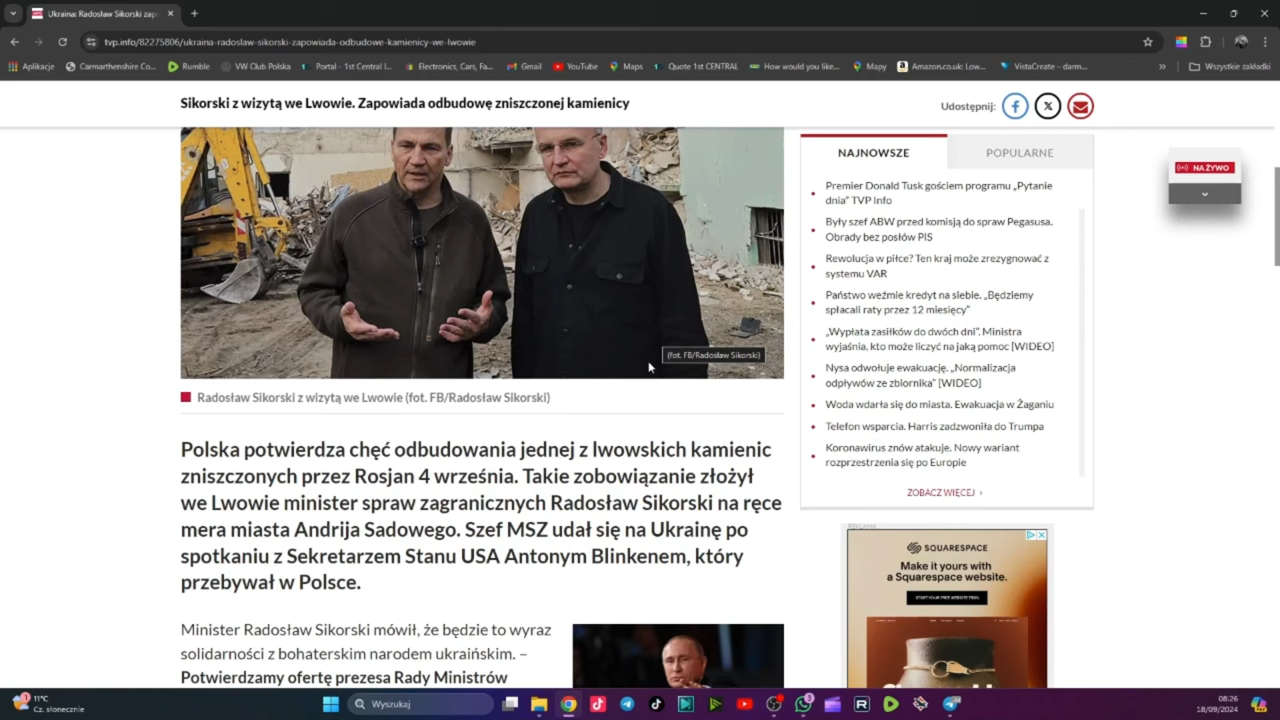 Ukraina: Radosław Sikorski zapo
tvp.info/82275806/ukraina-radoslaw-sikorski-zapowiada-odbudowe-kamienicy-we-lwowie
Aplikacje
Carmarthenshire Co...
Rumble
VW Club Polska
Portal - 1st Central I...
Electronics, Cars, Fa...
Gmail
YouTube
Maps
Quote 1st CENTRAL
How would you like...
Mapy
Amazon.co.uk: Low...
VistaCreate – darm...
Wszystkie zakładki
Sikorski z wizytą we Lwowie. Zapowiada odbudowę zniszczonej kamienicy
Udostępnij:
(fot. FB/Radosław Sikorski)
Radosław Sikorski z wizytą we Lwowie (fot. FB/Radosław Sikorski)
Polska potwierdza chęć odbudowania jednej z lwowskich kamienic
zniszczonych przez Rosjan 4 września. Takie zobowiązanie złożył
we Lwowie minister spraw zagranicznych Radosław Sikorski na ręce
mera miasta Andrija Sadowego. Szef MSZ udał się na Ukrainę po
spotkaniu z Sekretarzem Stanu USA Antonym Blinkenem, który
przebywał w Polsce.
Minister Radosław Sikorski mówił, że będzie to wyraz
solidarności z bohaterskim narodem ukraińskim. –
Potwierdzamy ofertę prezesa Rady Ministrów
NAJNOWSZE
POPULARNE
Premier Donald Tusk gościem programu „Pytanie
dnia” TVP Info
Były szef ABW przed komisją do spraw Pegasusa.
Obrady bez posłów PIS
Rewolucja w piłce? Ten kraj może zrezygnować z
systemu VAR
Państwo weźmie kredyt na siebie. „Będziemy
spłacali raty przez 12 miesięcy”
„Wypłata zasiłków do dwóch dni”. Ministra
wyjaśnia, kto może liczyć na jaką pomoc [WIDEO]
Nysa odwołuje ewakuację. „Normalizacja
odpływów ze zbiornika” [WIDEO]
Woda wdarła się do miasta. Ewakuacja w Żaganiu
Telefon wsparcia. Harris zadzwoniła do Trumpa
Koronawirus znów atakuje. Nowy wariant
rozprzestrzenia się po Europie
ZOBACZ WIĘCEJ
NA ŻYWO
REKLAMA
SQUARESPACE
Make it yours with
a Squarespace website.
START YOUR FREE WEBSITE TRIAL
11°C
Cz. słonecznie
Wyszukaj
08:26
18/09/2024